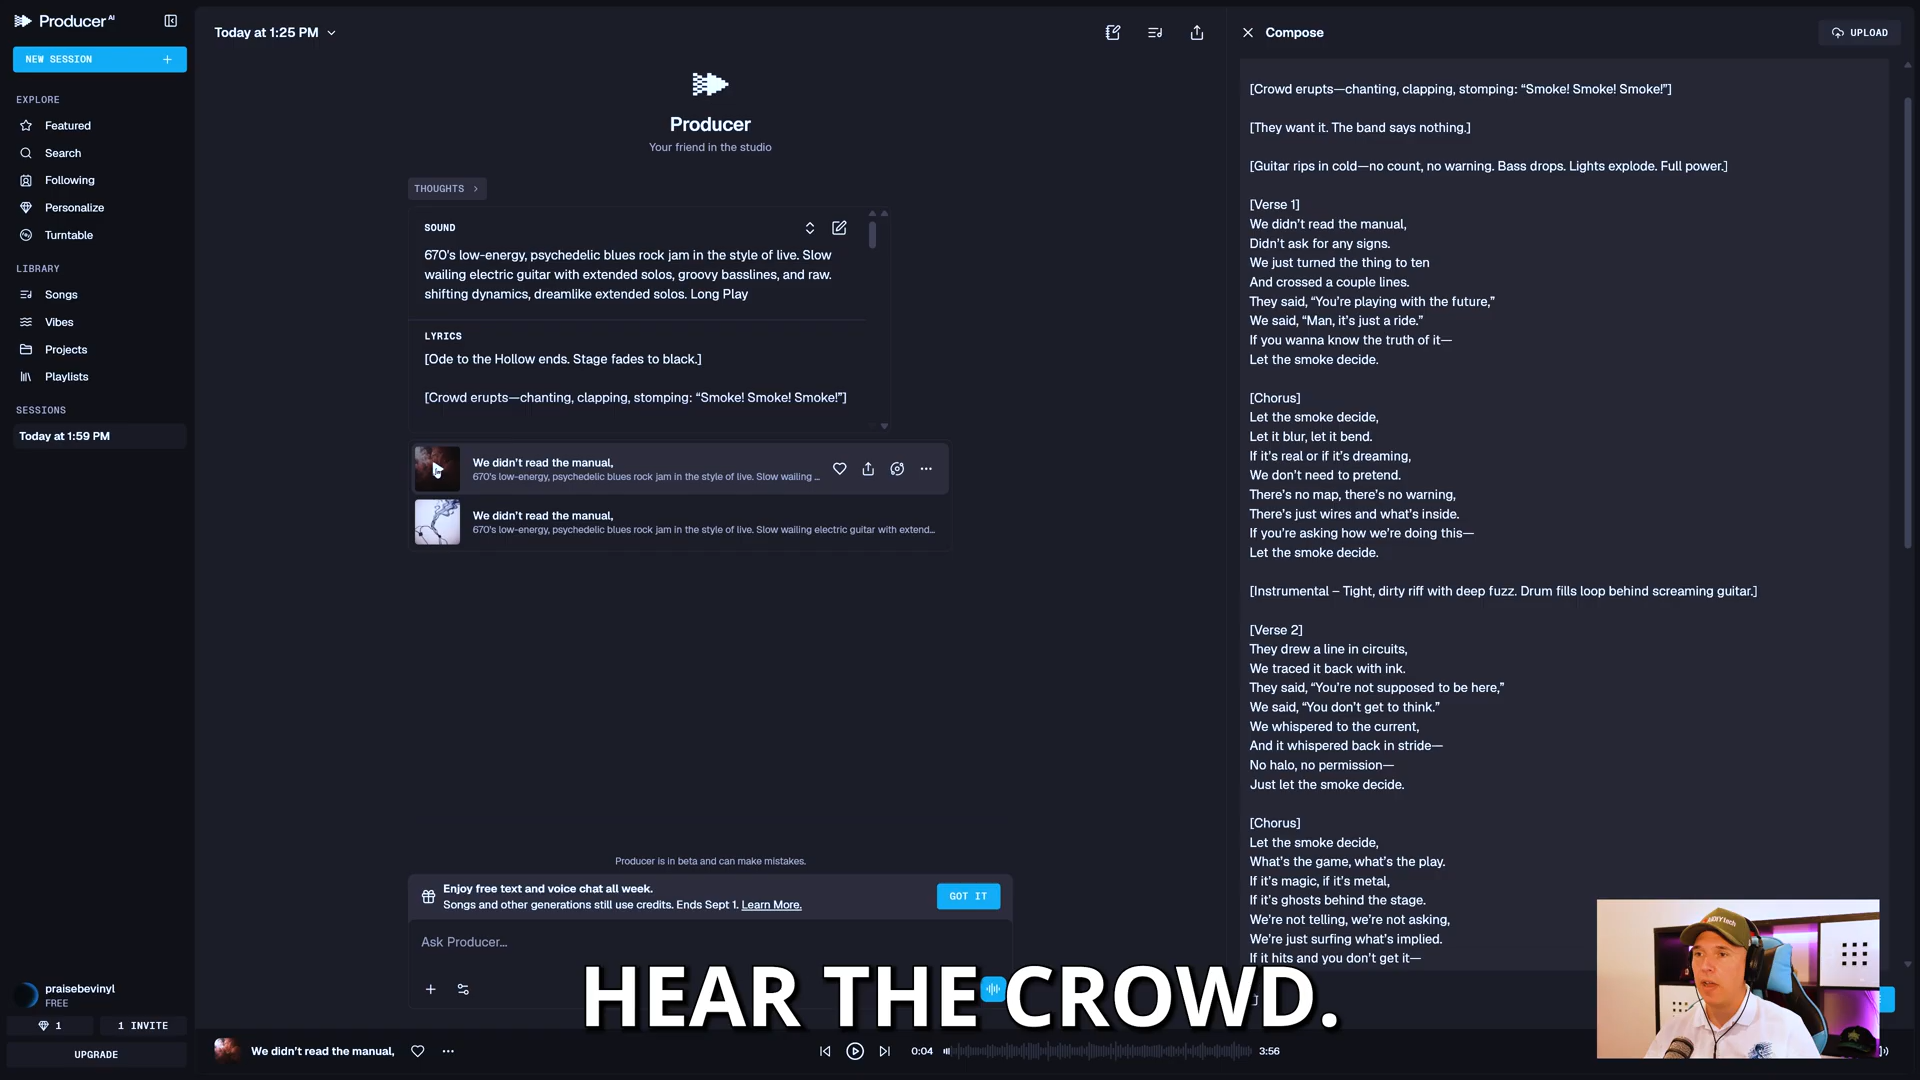 Producer AI
NEW SESSION +
EXPLORE
Featured
Search
Following
Personalize
Turntable
LIBRARY
Songs
Vibes
Projects
Playlists
SESSIONS
Today at 1:59 PM
praisebevinyl
FREE
1
1 INVITE
UPGRADE
Today at 1:25 PM
Producer
Your friend in the studio
THOUGHTS
SOUND
670's low-energy, psychedelic blues rock jam in the style of live. Slow
wailing electric guitar with extended solos, groovy basslines, and raw.
shifting dynamics, dreamlike extended solos. Long Play
LYRICS
[Ode to the Hollow ends. Stage fades to black.]
[Crowd erupts—chanting, clapping, stomping: “Smoke! Smoke! Smoke!”]
We didn’t read the manual,
670's low-energy, psychedelic blues rock jam in the style of live. Slow wailing ...
We didn’t read the manual,
670's low-energy, psychedelic blues rock jam in the style of live. Slow wailing electric guitar with extend...
Producer is in beta and can make mistakes.
Enjoy free text and voice chat all week.
Songs and other generations still use credits. Ends Sept 1. Learn More.
GOT IT
Ask Producer...
HEAR THE CROWD.
We didn’t read the manual,
0:04
3:56
Compose
UPLOAD
[Crowd erupts—chanting, clapping, stomping: “Smoke! Smoke! Smoke!”]
[They want it. The band says nothing.]
[Guitar rips in cold—no count, no warning. Bass drops. Lights explode. Full power.]
[Verse 1]
We didn’t read the manual,
Didn’t ask for any signs.
We just turned the thing to ten
And crossed a couple lines.
They said, “You’re playing with the future,”
We said, “Man, it’s just a ride.”
If you wanna know the truth of it—
Let the smoke decide.
[Chorus]
Let the smoke decide,
Let it blur, let it bend.
If it’s real or if it’s dreaming,
We don’t need to pretend.
There’s no map, there’s no warning,
There’s just wires and what’s inside.
If you’re asking how we’re doing this—
Let the smoke decide.
[Instrumental – Tight, dirty riff with deep fuzz. Drum fills loop behind screaming guitar.]
[Verse 2]
They drew a line in circuits,
We traced it back with ink.
They said, “You’re not supposed to be here,”
We said, “You don’t get to think.”
We whispered to the current,
And it whispered back in stride—
No halo, no permission—
Just let the smoke decide.
[Chorus]
Let the smoke decide,
What’s the game, what’s the play.
If it’s magic, if it’s metal,
If it’s ghosts behind the stage.
We’re not telling, we’re not asking,
We’re just surfing what’s implied.
If it hits and you don’t get it—